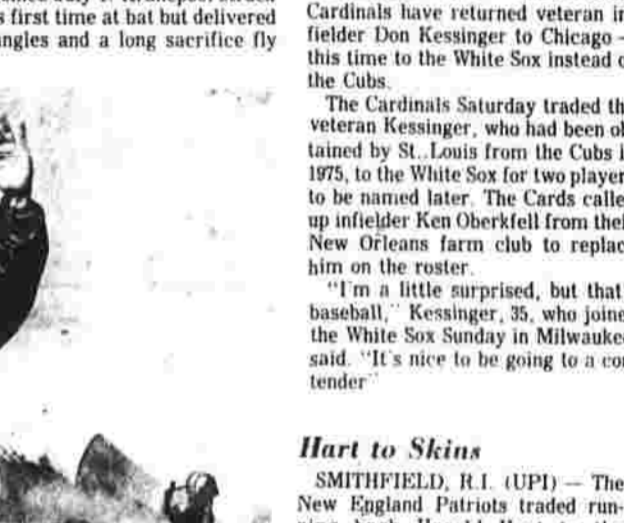 s first time at bat but delivered
ngles and a long sacrifice fly
Cardinals have returned veteran in
fielder Don Kessinger to Chicago -
this time to the White Sox instead o
the Cubs.
The Cardinals Saturday traded th
veteran Kessinger, who had been ob
tained by St. Louis from the Cubs i
1975, to the White Sox for two player
to be named later. The Cards calle
up infielder Ken Oberkfell from thei
New Orleans farm club to replac
him on the roster.
"I'm a little surprised, but that
baseball," Kessinger, 35, who joine
the White Sox Sunday in Milwaukee
said. "It's nice to be going to a con
tender"
Hart to Skins
SMITHFIELD, R.I. (UPI) — The
New England Patriots traded run-